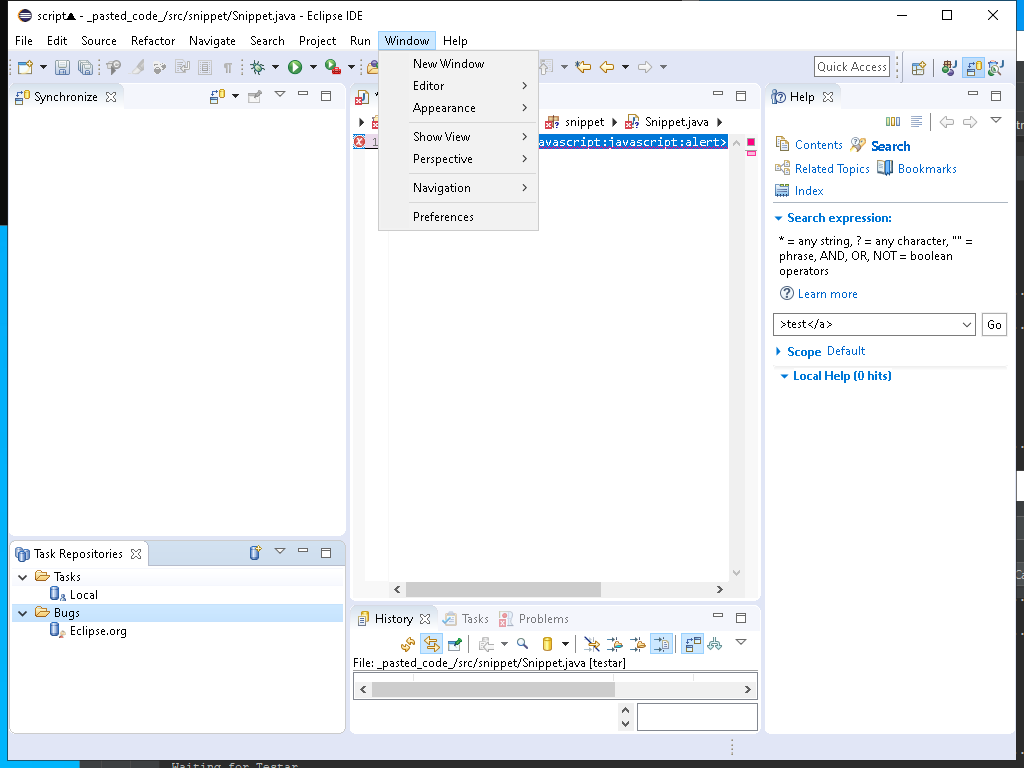 script▲ - _pasted_code_/src/snippet/Snippet.java - Eclipse IDE
File Edit Source Refactor Navigate Search Project Run Window Help
Quick Access
New Window
Editor
Appearance
Show View
Perspective
Navigation
Preferences
Synchronize
snippet
Snippet.java
1
avascript:javascript:alert>
Help
Contents Search
Related Topics Bookmarks
Index
Search expression:
* = any string, ? = any character, "" =
phrase, AND, OR, NOT = boolean
operators
Learn more
>test</a>
Go
Scope Default
Local Help (0 hits)
Task Repositories
Tasks
Local
Bugs
Eclipse.org
History Tasks Problems
File: _pasted_code_/src/snippet/Snippet.java [testar]